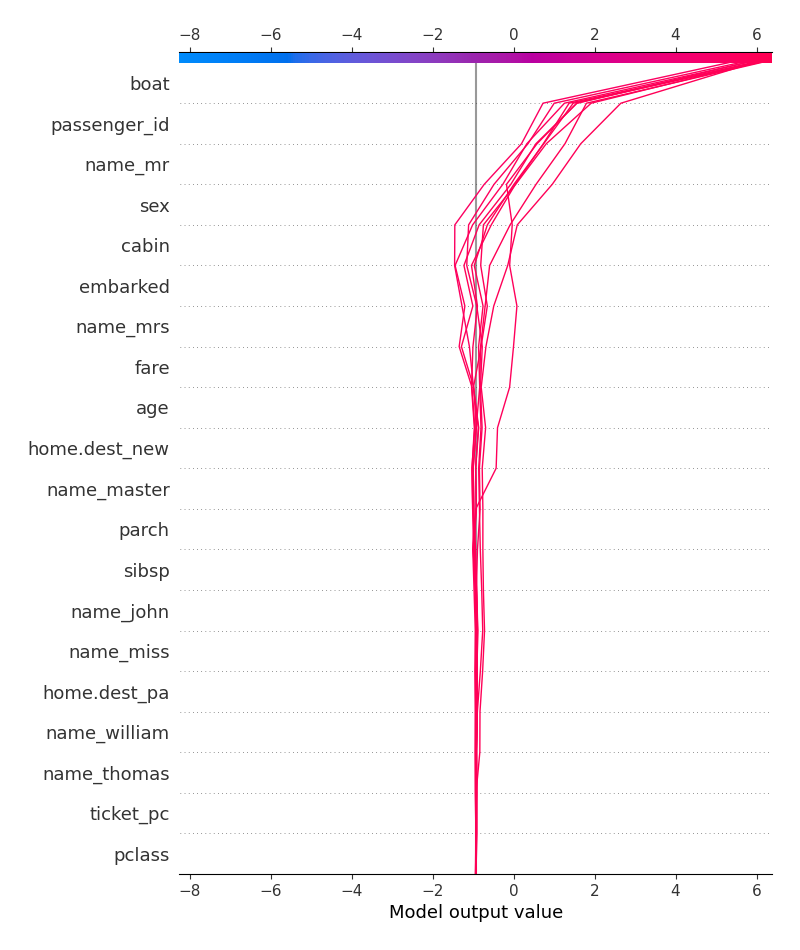 −8 −6 −4 −2 0 2 4 6
boat
passenger_id
name_mr
sex
cabin
embarked
name_mrs
fare
age
home.dest_new
name_master
parch
sibsp
name_john
name_miss
home.dest_pa
name_william
name_thomas
ticket_pc
pclass
−8 −6 −4 −2 0 2 4 6
Model output value